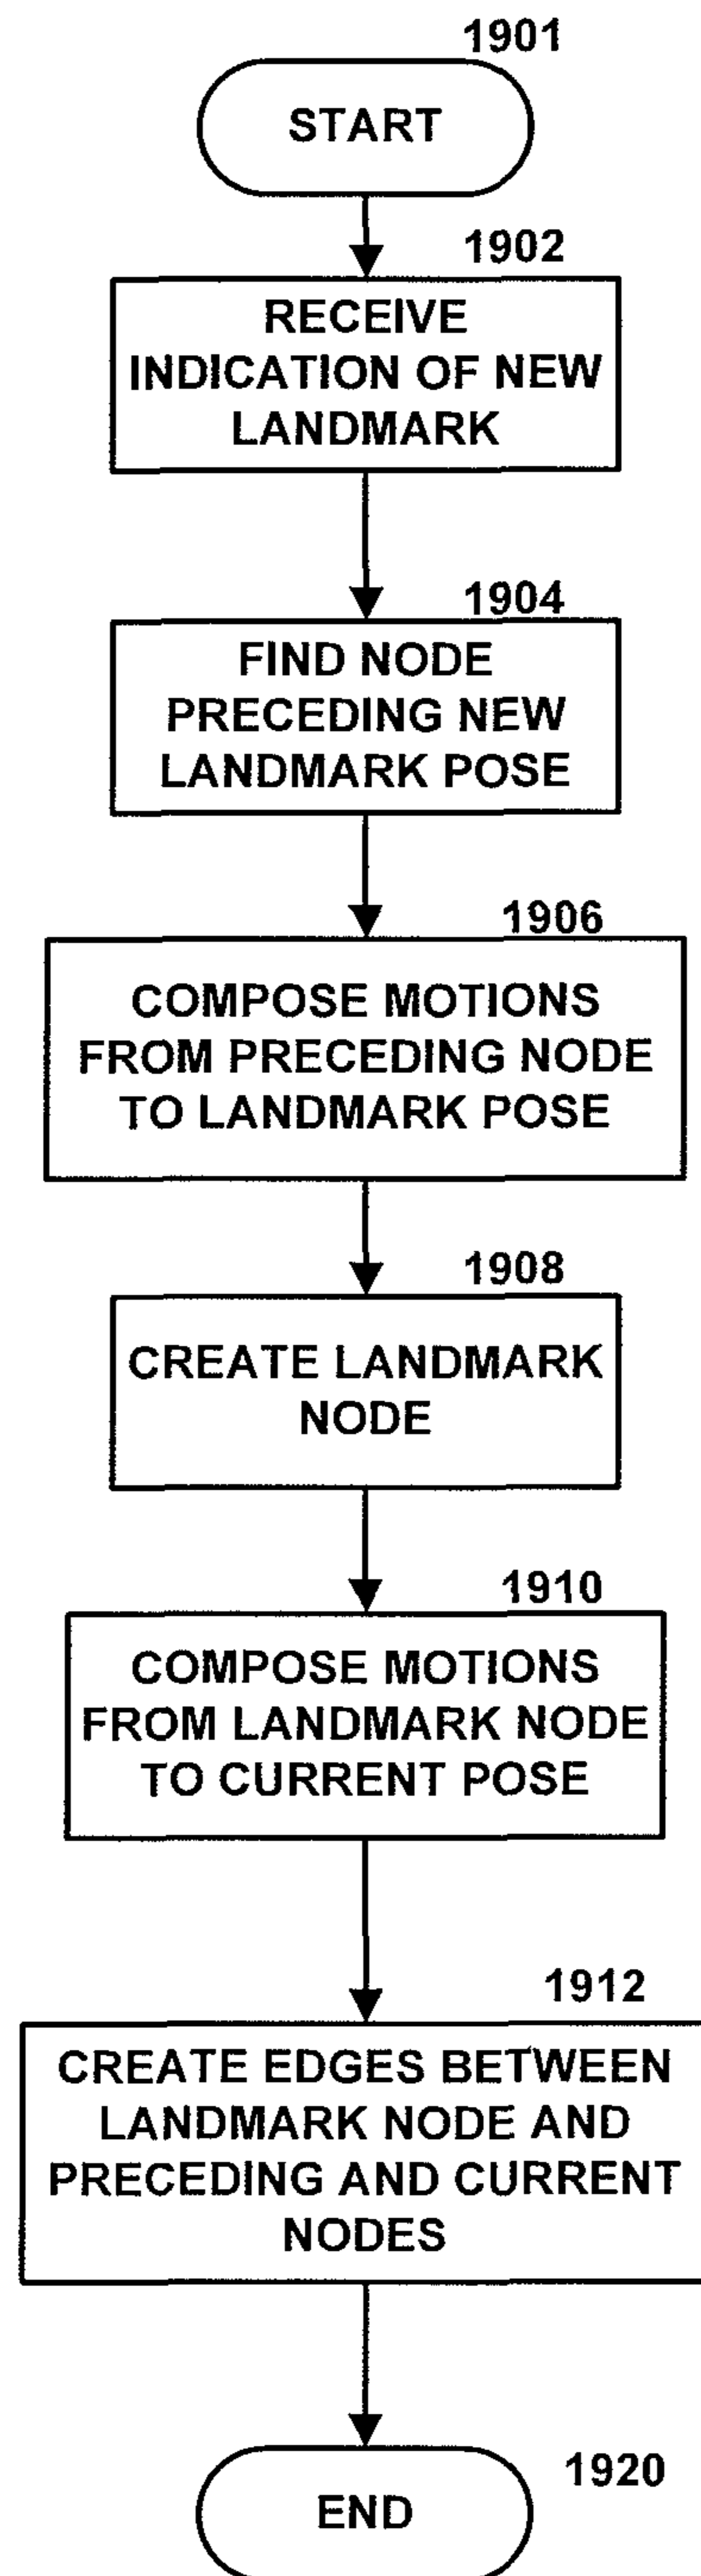 1901
START
1902
RECEIVE
INDICATION OF NEW
LANDMARK
1904
FIND NODE
PRECEDING NEW
LANDMARK POSE
1906
COMPOSE MOTIONS
FROM PRECEDING NODE
TO LANDMARK POSE
1908
CREATE LANDMARK
NODE
1910
COMPOSE MOTIONS
FROM LANDMARK NODE
TO CURRENT POSE
1912
CREATE EDGES BETWEEN
LANDMARK NODE AND
PRECEDING AND CURRENT
NODES
1920
END